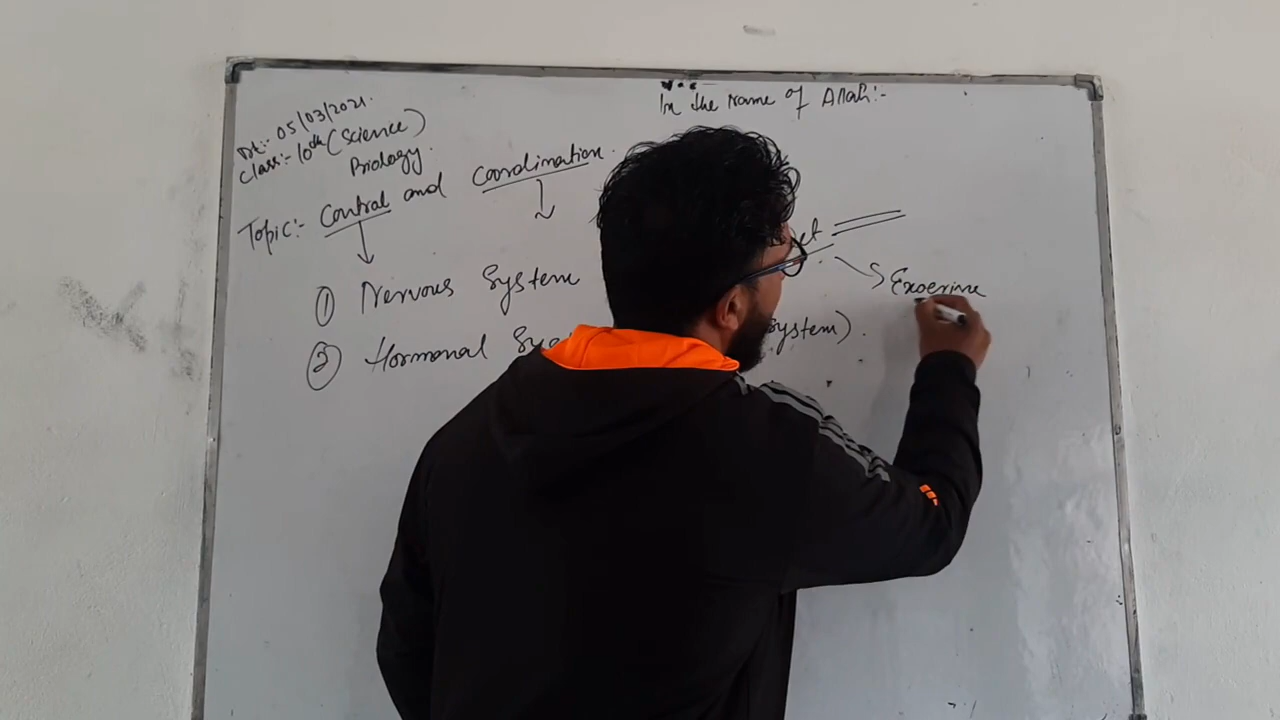 In the Name of Allah:-
Dt:- 05/03/2021.
Class:- 10th (Science)
Biology.
Topic:- Control and Coordination.
① Nervous System
Exocrine
② Hormonal System).